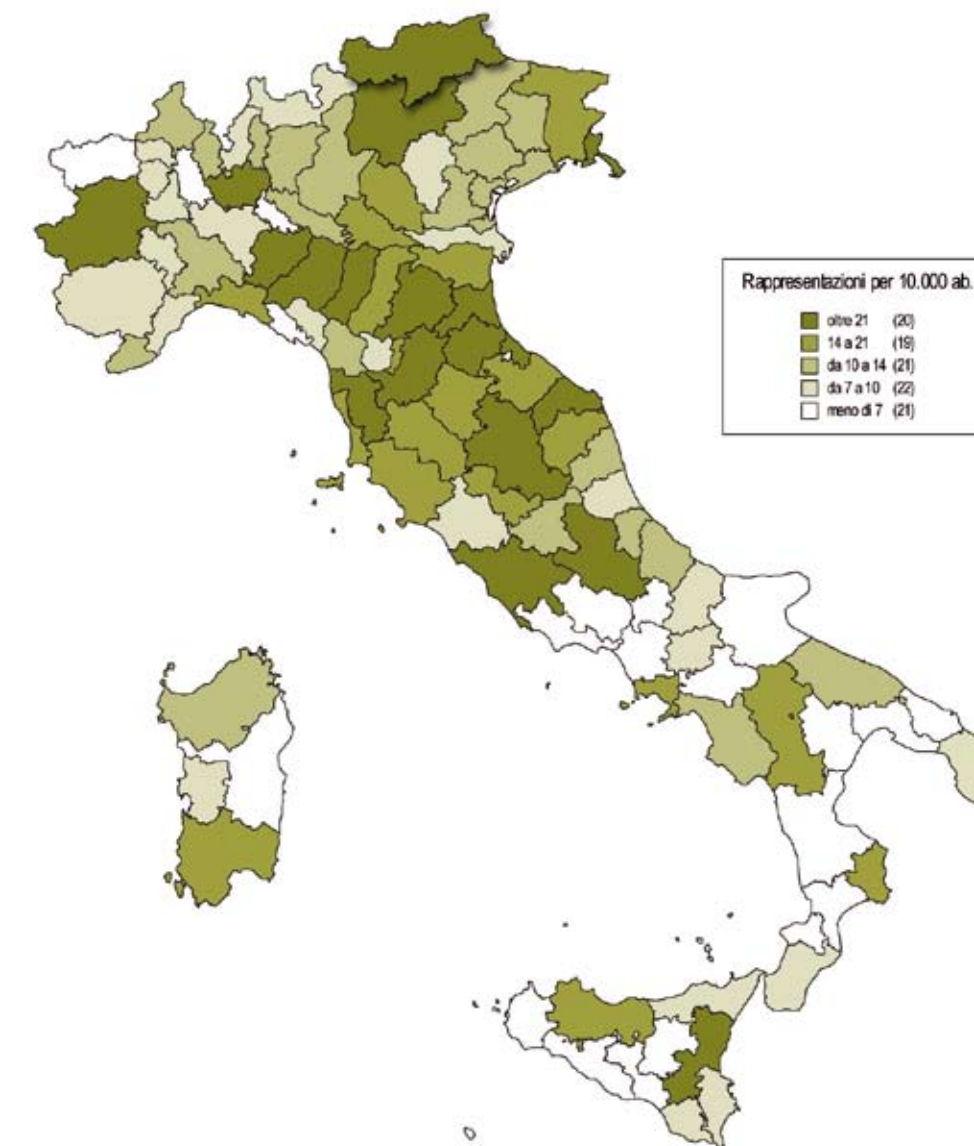 Rappresentazioni per 10.000 ab.
oltre 21 (20)
14 a 21 (19)
da 10 a 14 (21)
da 7 a 10 (22)
meno di 7 (21)